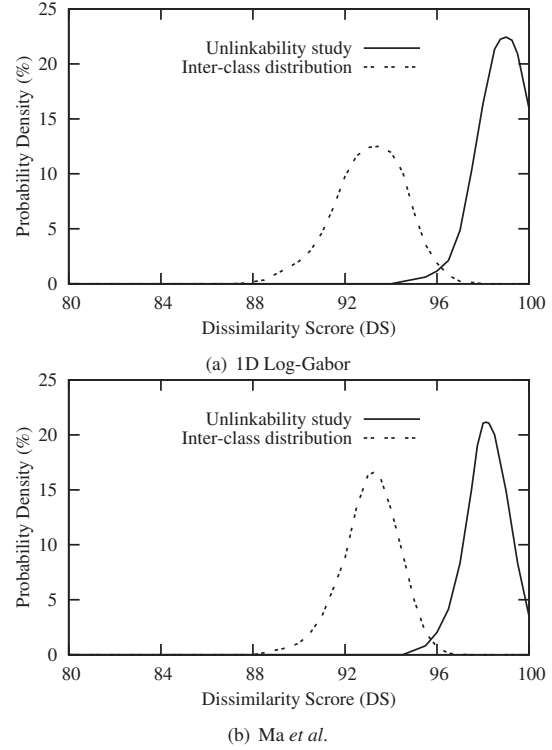 25
20
15
10
5
0
Probability Density (%)
Unlinkability study
Inter-class distribution
80 84 88 92 96 100
Dissimilarity Score (DS)
(a) 1D Log-Gabor
25
20
15
10
5
0
Probability Density (%)
Unlinkability study
Inter-class distribution
80 84 88 92 96 100
Dissimilarity Score (DS)
(b) Ma et al.